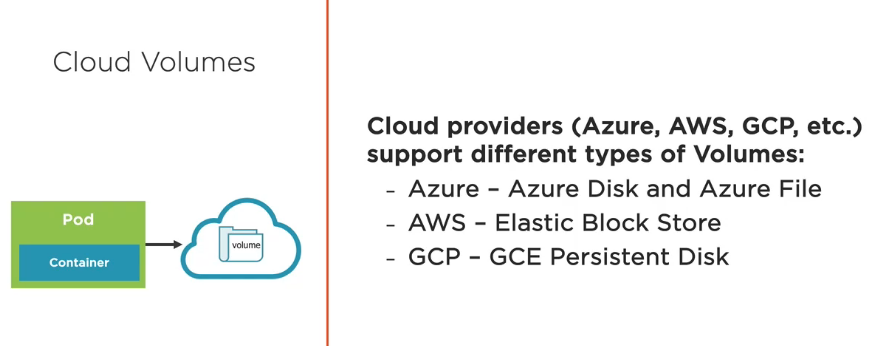 Cloud Volumes
Pod
Container
volume
Cloud providers (Azure, AWS, GCP, etc.)
support different types of Volumes:
- Azure – Azure Disk and Azure File
- AWS – Elastic Block Store
- GCP – GCE Persistent Disk